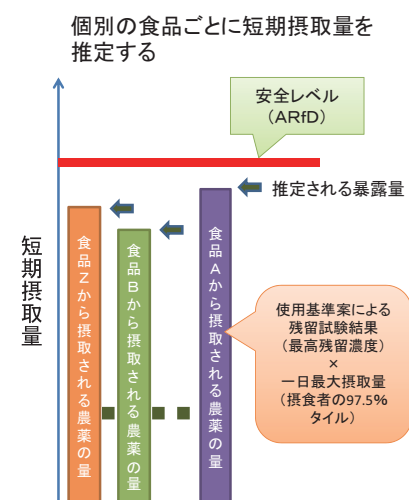 個別の食品ごとに短期摂取量を
推定する
安全レベル
(ARfD)
推定される暴露量
短期摂取量
食品Zから摂取される農薬の量
食品Bから摂取される農薬の量
食品Aから摂取される農薬の量
使用基準案による
残留試験結果
(最高残留濃度)
×
一日最大摂取量
(摂食者の97.5%
タイル)